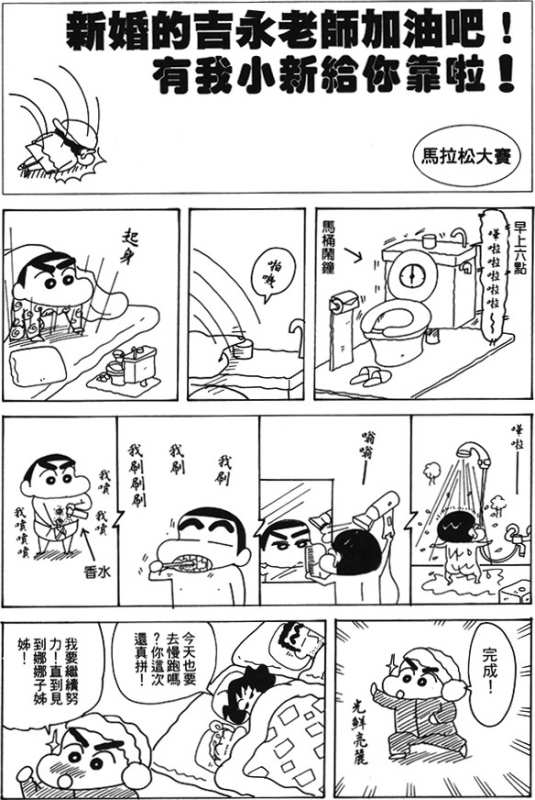 新婚的吉永老師加油吧！
有我小新給你靠啦！
馬拉松大賽
早上六點
嘩啦啦啦啦啦｜
馬桶鬧鐘
起身
嘩啦｜
嗡嗡｜
我刷
我刷
我刷刷刷
我噴
我噴
我噴噴噴
香水
完成！
光鮮亮麗
今天也要
去慢跑嗎
？你這次
還真拼！
我要繼續努
力！直到見
到娜娜子姊
姊！